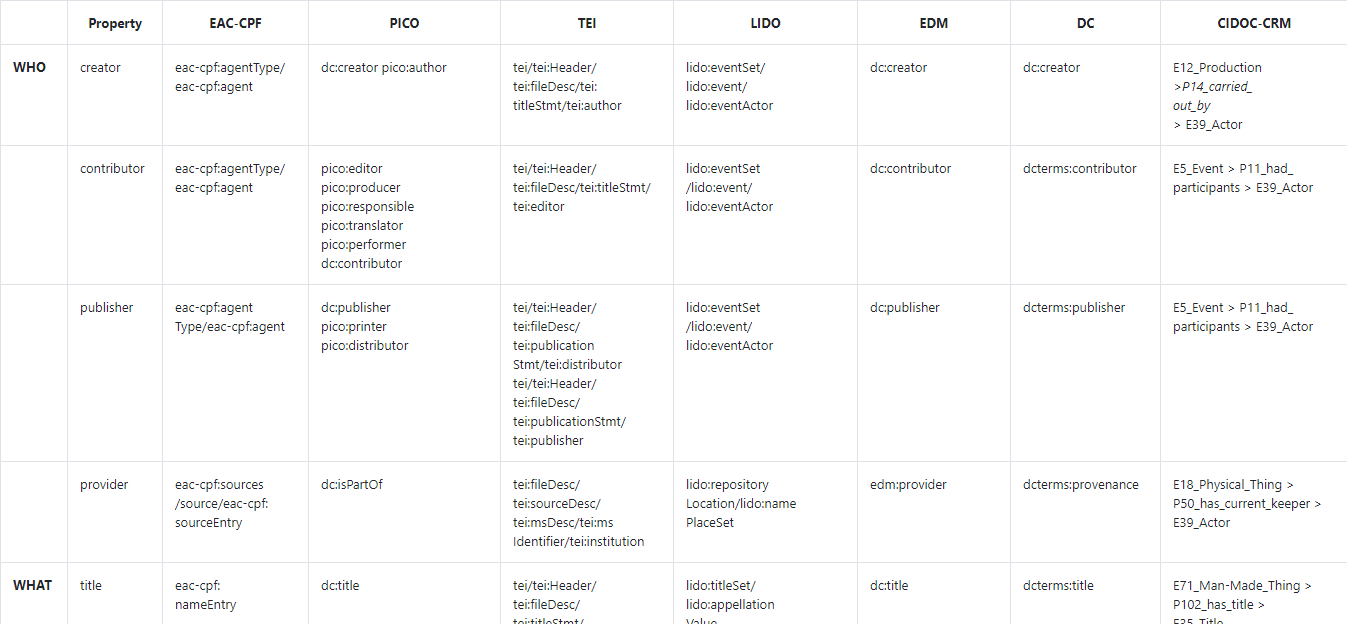 Property EAC-CPF PICO TEI LIDO EDM DC CIDOC-CRM
WHO
creator
eac-cpf:agentType/
eac-cpf:agent
dc:creator pico:author
tei/tei:Header/
tei:fileDesc/tei:
titleStmt/tei:author
lido:eventSet/
lido:event/
lido:eventActor
dc:creator
dc:creator
E12_Production
>P14_carried_
out_by
> E39_Actor
contributor
eac-cpf:agentType/
eac-cpf:agent
pico:editor
pico:producer
pico:responsible
pico:translator
pico:performer
dc:contributor
tei/tei:Header/
tei:fileDesc/tei:titleStmt/
tei:editor
lido:eventSet
/lido:event/
lido:eventActor
dc:contributor
dcterms:contributor
E5_Event > P11_had_
participants > E39_Actor
publisher
eac-cpf:agent
Type/eac-cpf:agent
dc:publisher
pico:printer
pico:distributor
tei/tei:Header/
tei:fileDesc/
tei:publication
Stmt/tei:distributor
tei/tei:Header/
tei:fileDesc/
tei:publicationStmt/
tei:publisher
lido:eventSet
/lido:event/
lido:eventActor
dc:publisher
dcterms:publisher
E5_Event > P11_had_
participants > E39_Actor
provider
eac-cpf:sources
/source/eac-cpf:
sourceEntry
dc:isPartOf
tei:fileDesc/
tei:sourceDesc/
tei:msDesc/tei:ms
Identifier/tei:institution
lido:repository
Location/lido:name
PlaceSet
edm:provider
dcterms:provenance
E18_Physical_Thing >
P50_has_current_keeper >
E39_Actor
WHAT
title
eac-cpf:
nameEntry
dc:title
tei/tei:Header/
tei:fileDesc/
tei:titleStmt/
lido:titleSet/
lido:appellation
Value
dc:title
dcterms:title
E71_Man-Made_Thing >
P102_has_title >
E35_Title